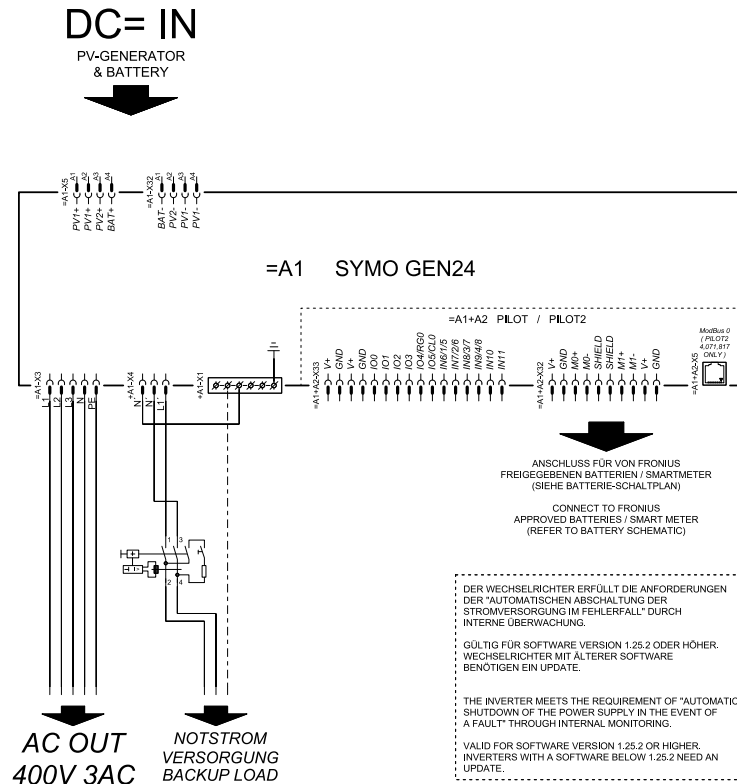 DC= IN
PV-GENERATOR
& BATTERY
=A1-X5
A1
A2
A3
A4
PV1+
PV1+
PV2+
BAT+
=A1-X32
A1
A2
A3
A4
BAT-
PV2-
PV1-
PV1-
=A1 SYMO GEN24
=A1+A2 PILOT / PILOT2
=A1-X3
L1
L2
L3
N
PE
+A1-X4
N'
N'
L1'
+A1-X1
=A1+A2-X33
V+
GND
V+
GND
IO0
IO1
IO2
IO3
IO4/RG0
IO5/CL0
IN6/1/5
IN7/2/6
IN8/3/7
IN9/4/8
IN10
IN11
=A1+A2-X32
V+
GND
M0+
M0-
SHIELD
SHIELD
M1+
M1-
V+
GND
ModBus 0
( PILOT2
4,071,817
ONLY )
=A1+A2-X5
ANSCHLUSS FÜR VON FRONIUS
FREIGEGEBENEN BATTERIEN / SMARTMETER
(SIEHE BATTERIE-SCHALTPLAN)
CONNECT TO FRONIUS
APPROVED BATTERIES / SMART METER
(REFER TO BATTERY SCHEMATIC)
1
3
2
4
DER WECHSELRICHTER ERFÜLLT DIE ANFORDERUNGEN
DER "AUTOMATISCHEN ABSCHALTUNG DER
STROMVERSORGUNG IM FEHLERFALL" DURCH
INTERNE ÜBERWACHUNG.
GÜLTIG FÜR SOFTWARE VERSION 1.25.2 ODER HÖHER.
WECHSELRICHTER MIT ÄLTERER SOFTWARE
BENÖTIGEN EIN UPDATE.
THE INVERTER MEETS THE REQUIREMENT OF "AUTOMATIC
SHUTDOWN OF THE POWER SUPPLY IN THE EVENT OF
A FAULT" THROUGH INTERNAL MONITORING.
VALID FOR SOFTWARE VERSION 1.25.2 OR HIGHER.
INVERTERS WITH A SOFTWARE BELOW 1.25.2 NEED AN
UPDATE.
AC OUT
400V 3AC
NOTSTROM
VERSORGUNG
BACKUP LOAD